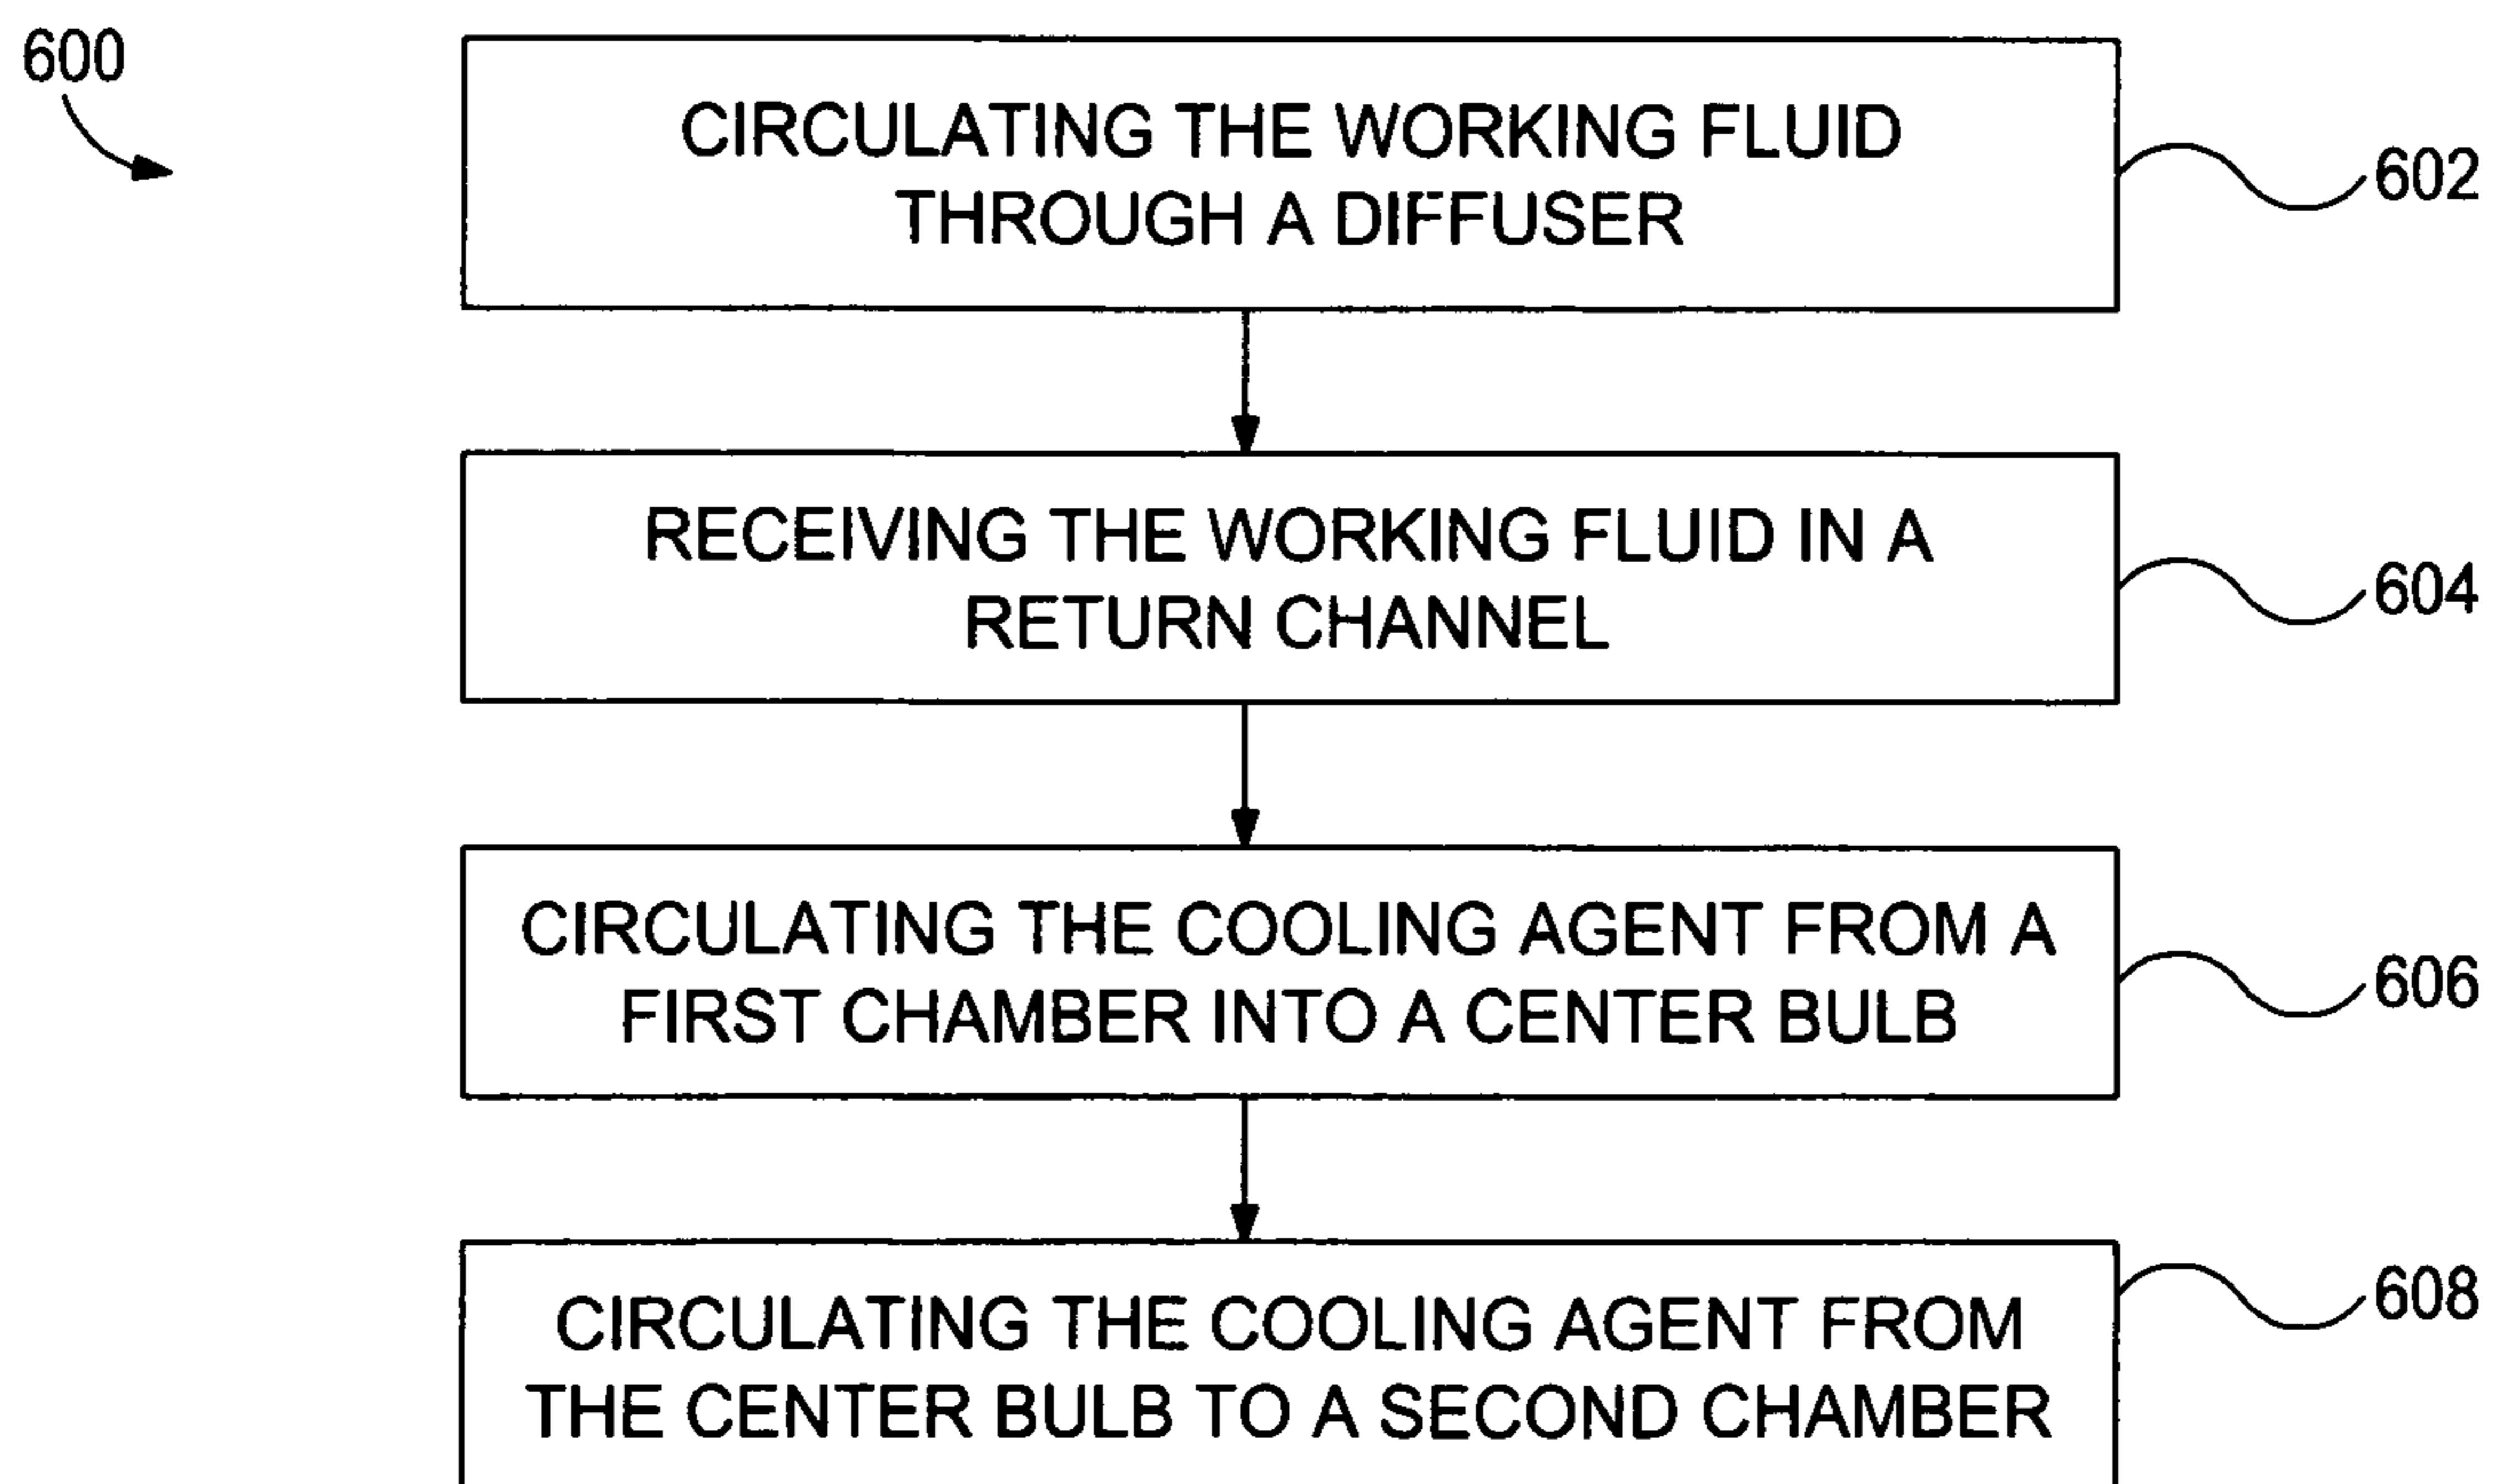 600
CIRCULATING THE WORKING FLUID
THROUGH A DIFFUSER
602
RECEIVING THE WORKING FLUID IN A
RETURN CHANNEL
604
CIRCULATING THE COOLING AGENT FROM A
FIRST CHAMBER INTO A CENTER BULB
606
CIRCULATING THE COOLING AGENT FROM
THE CENTER BULB TO A SECOND CHAMBER
608